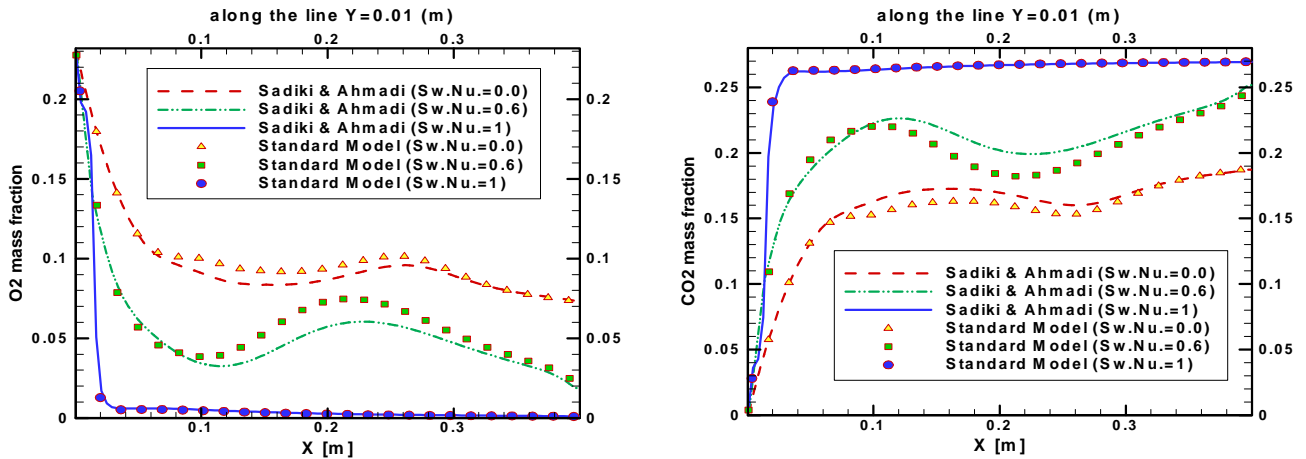 along the line Y=0.01 (m)
0.1 0.2 0.3
O2 mass fraction
0.2
0.15
0.1
0.05
0
0.2
0.15
0.1
0.05
0
Sadiki & Ahmadi (Sw.Nu.=0.0)
Sadiki & Ahmadi (Sw.Nu.=0.6)
Sadiki & Ahmadi (Sw.Nu.=1)
Standard Model (Sw.Nu.=0.0)
Standard Model (Sw.Nu.=0.6)
Standard Model (Sw.Nu.=1)
0.1 0.2 0.3
X [m]
along the line Y=0.01 (m)
0.1 0.2 0.3
CO2 mass fraction
0.25
0.2
0.15
0.1
0.05
0
0.25
0.2
0.15
0.1
0.05
0
Sadiki & Ahmadi (Sw.Nu.=0.0)
Sadiki & Ahmadi (Sw.Nu.=0.6)
Sadiki & Ahmadi (Sw.Nu.=1)
Standard Model (Sw.Nu.=0.0)
Standard Model (Sw.Nu.=0.6)
Standard Model (Sw.Nu.=1)
0.1 0.2 0.3
X [m]